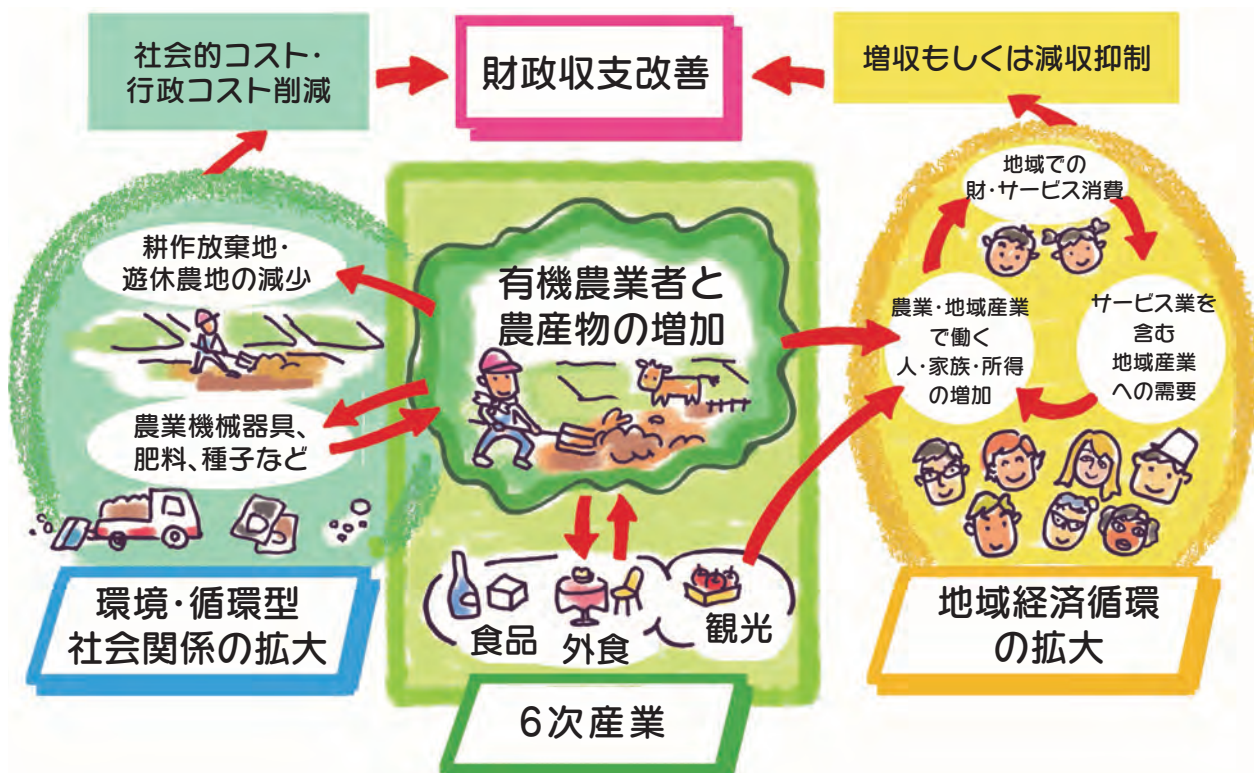 社会的コスト・
行政コスト削減
財政収支改善
増収もしくは減収抑制
耕作放棄地・
遊休農地の減少
農業機械器具、
肥料、種子など
環境・循環型
社会関係の拡大
有機農業者と
農産物の増加
食品
外食
観光
6次産業
地域での
財・サービス消費
農業・地域産業
で働く
人・家族・所得
の増加
サービス業を
含む
地域産業
への需要
地域経済循環
の拡大